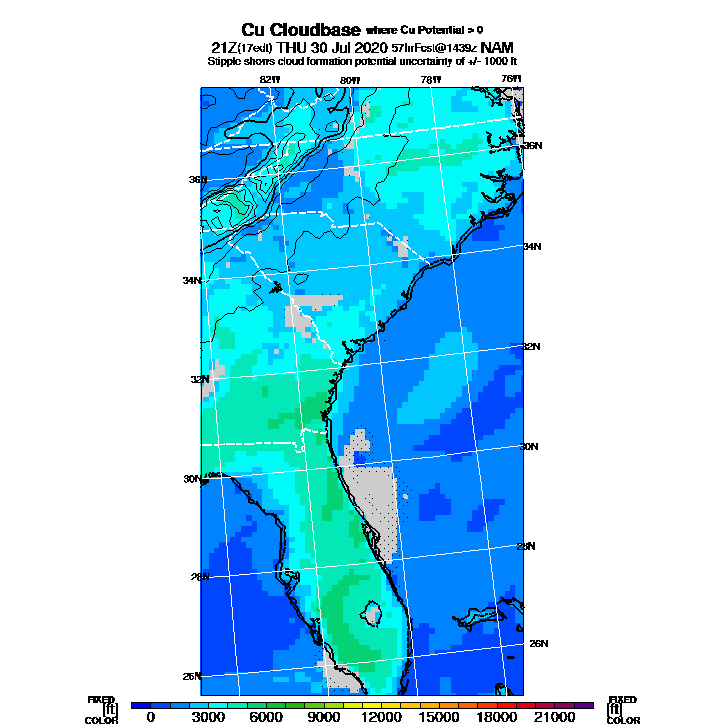 Cu Cloudbase where Cu Potential > 0
21Z(17edt) THU 30 Jul 2020 57hrFcst@1439z NAM
Stipple shows cloud formation potential uncertainty of +/- 1000 ft
82W 80W 78W 76W
36N
36N
34N
34N
32N
32N
30N
30N
28N
28N
26N
26N
FIXED
[ft]
COLOR
0 3000 6000 9000 12000 15000 18000 21000
FIXED
[ft]
COLOR